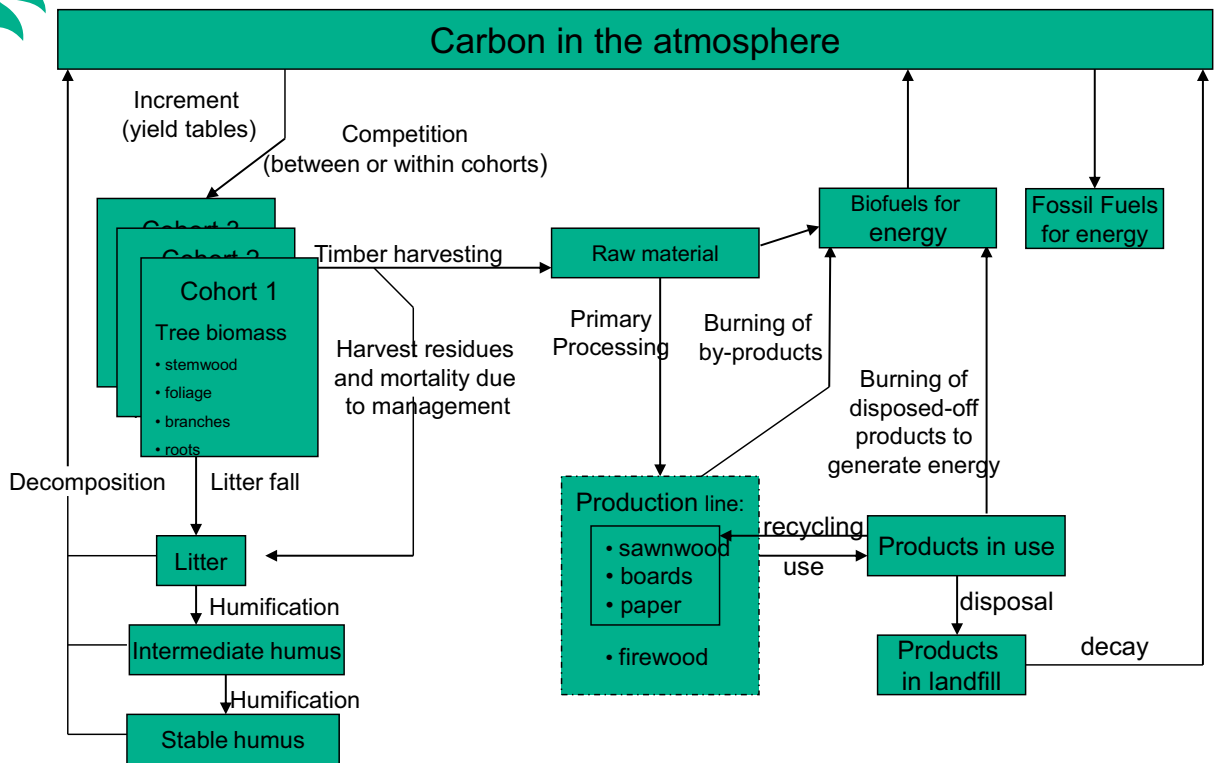 Carbon in the atmosphere
Increment
(yield tables)
Competition
(between or within cohorts)
Cohort 3
Cohort 2
Cohort 1
Tree biomass
• stemwood
• foliage
• branches
• roots
Timber harvesting
Raw material
Biofuels for
energy
Fossil Fuels
for energy
Harvest residues
and mortality due
to management
Primary
Processing
Burning of
by-products
Burning of
disposed-off
products to
generate energy
Decomposition
Litter fall
Litter
Humification
Intermediate humus
Humification
Stable humus
Production line:
• sawnwood
• boards
• paper
• firewood
recycling
use
Products in use
disposal
Products
in landfill
decay